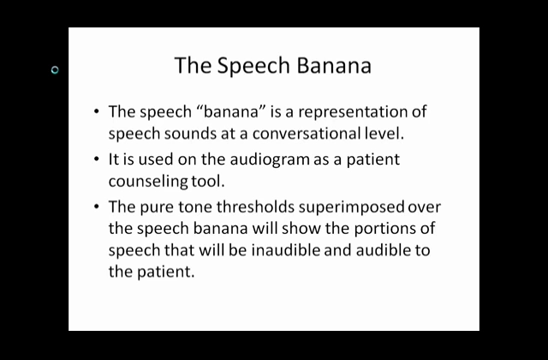 The Speech Banana
• The speech “banana” is a representation of
speech sounds at a conversational level.
• It is used on the audiogram as a patient
counseling tool.
• The pure tone thresholds superimposed over
the speech banana will show the portions of
speech that will be inaudible and audible to
the patient.